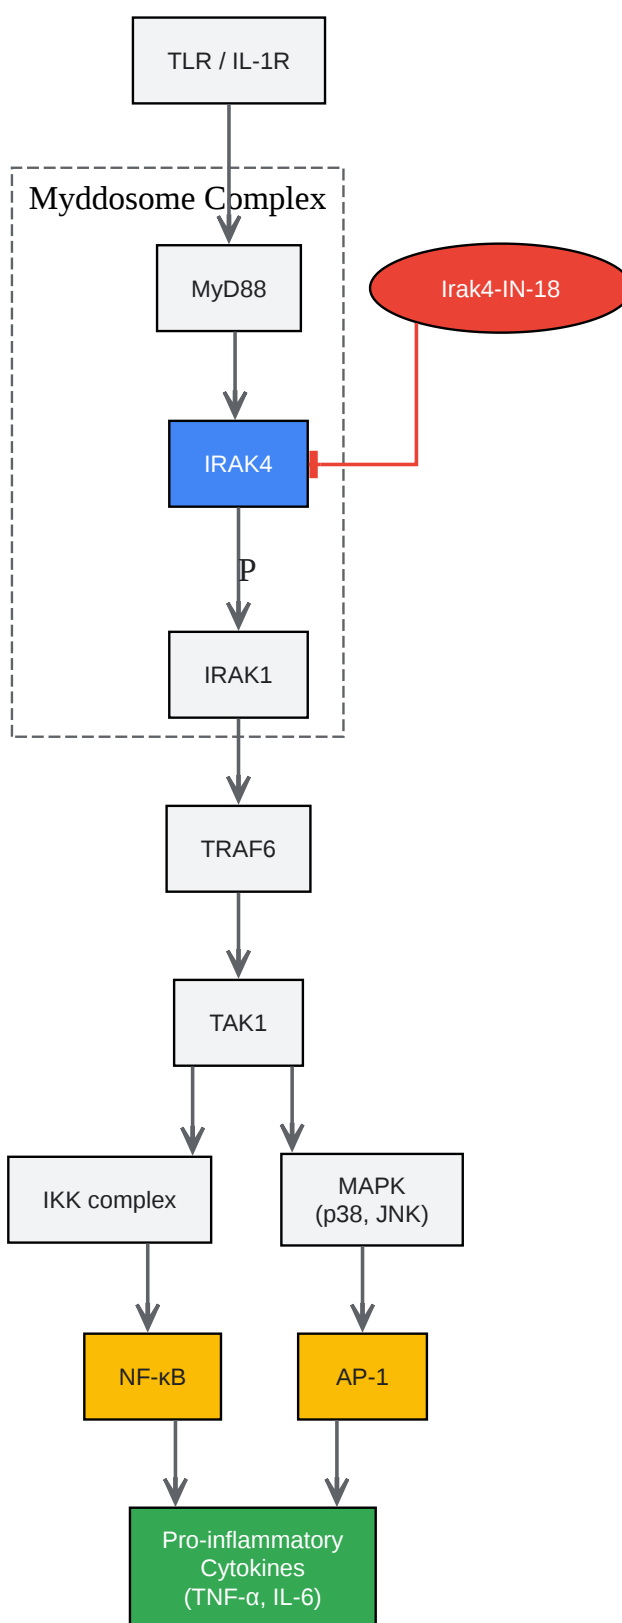 TLR / IL-1R
Myddosome Complex
MyD88
Irak4-IN-18
IRAK4
P
IRAK1
TRAF6
TAK1
IKK complex
MAPK
(p38, JNK)
NF-κB
AP-1
Pro-inflammatory
Cytokines
(TNF-α, IL-6)